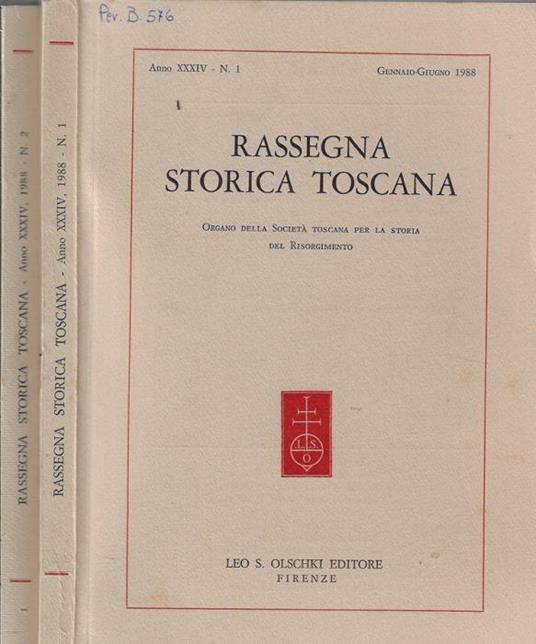 Per. B. 576
Anno XXXIV - N. 1
Gennaio-Giugno 1988
RASSEGNA
STORICA TOSCANA
Organo della Società toscana per la storia
del Risorgimento
L. S.
O
LEO S. OLSCHKI EDITORE
FIRENZE
RASSEGNA STORICA TOSCANA - Anno XXXIV, 1988 - N. 1
RASSEGNA STORICA TOSCANA - Anno XXXIV, 1988 - N. 2